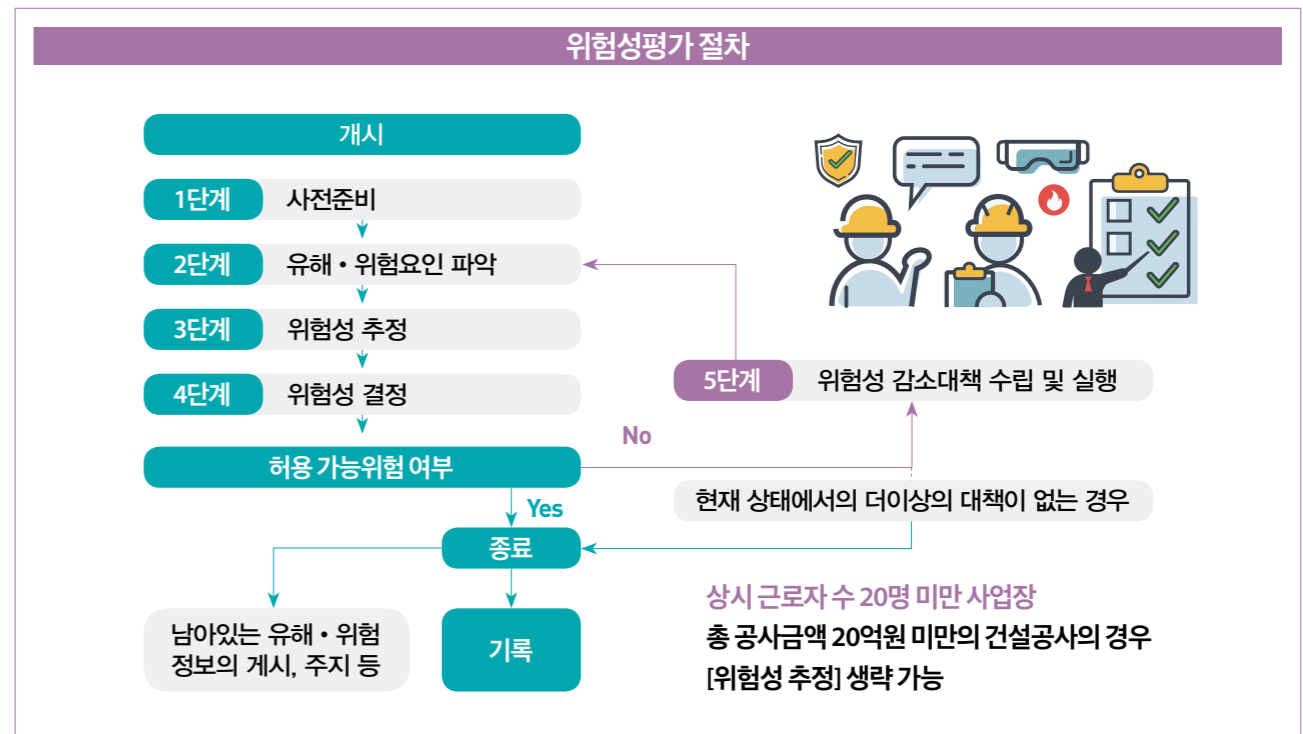 위험성평가 절차
개시
1단계 사전준비
2단계 유해・위험요인 파악
3단계 위험성 추정
4단계 위험성 결정
5단계 위험성 감소대책 수립 및 실행
허용 가능위험 여부
No
Yes
현재 상태에서의 더이상의 대책이 없는 경우
종료
남아있는 유해・위험
정보의 게시, 주지 등
기록
상시 근로자 수 20명 미만 사업장
총 공사금액 20억원 미만의 건설공사의 경우
[위험성 추정] 생략 가능